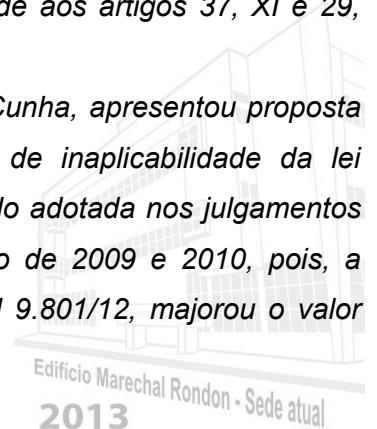 de aos artigos 37, XI e 29,
Cunha, apresentou proposta
de inaplicabilidade da lei
do adotada nos julgamentos
o de 2009 e 2010, pois, a
9.801/12, majorou o valor
Edifício Marechal Rondon - Sede atual
2013